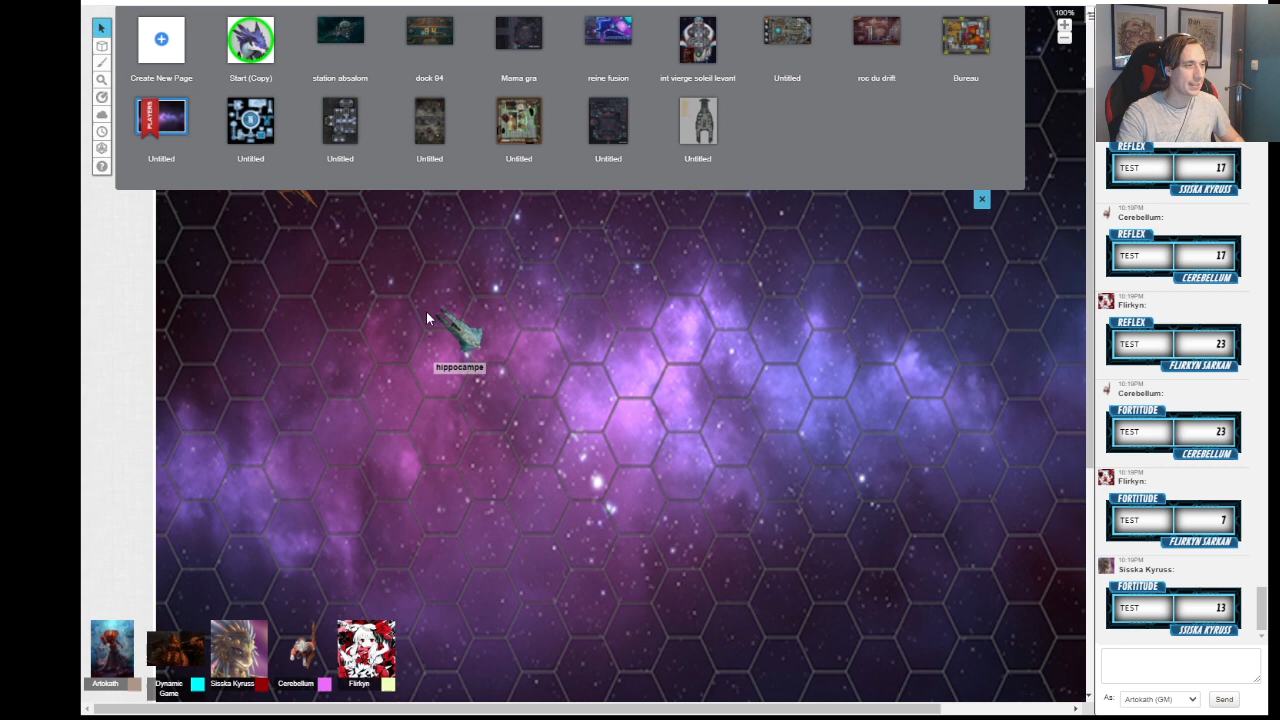 100%
Create New Page
Start (Copy)
station absalom
dock 94
Mama gra
reine fusion
int vierge soleil levant
Untitled
roc du drift
Bureau
PLAYERS
Untitled
Untitled
Untitled
Untitled
Untitled
Untitled
Untitled
hippocampe
Artokath
Dynamic
Game
Sisska Kyruss
Cerebellum
Flirkyn
REFLEX
TEST 17
SSISKA KYRUSS
10:19PM
Cerebellum:
REFLEX
TEST 17
CEREBELLUM
10:19PM
Flirkyn:
REFLEX
TEST 23
FLIRKYN SARKAN
10:19PM
Cerebellum:
FORTITUDE
TEST 23
CEREBELLUM
10:19PM
Flirkyn:
FORTITUDE
TEST 7
FLIRKYN SARKAN
10:19PM
Sisska Kyruss:
FORTITUDE
TEST 13
SSISKA KYRUSS
As: Artokath (GM) Send